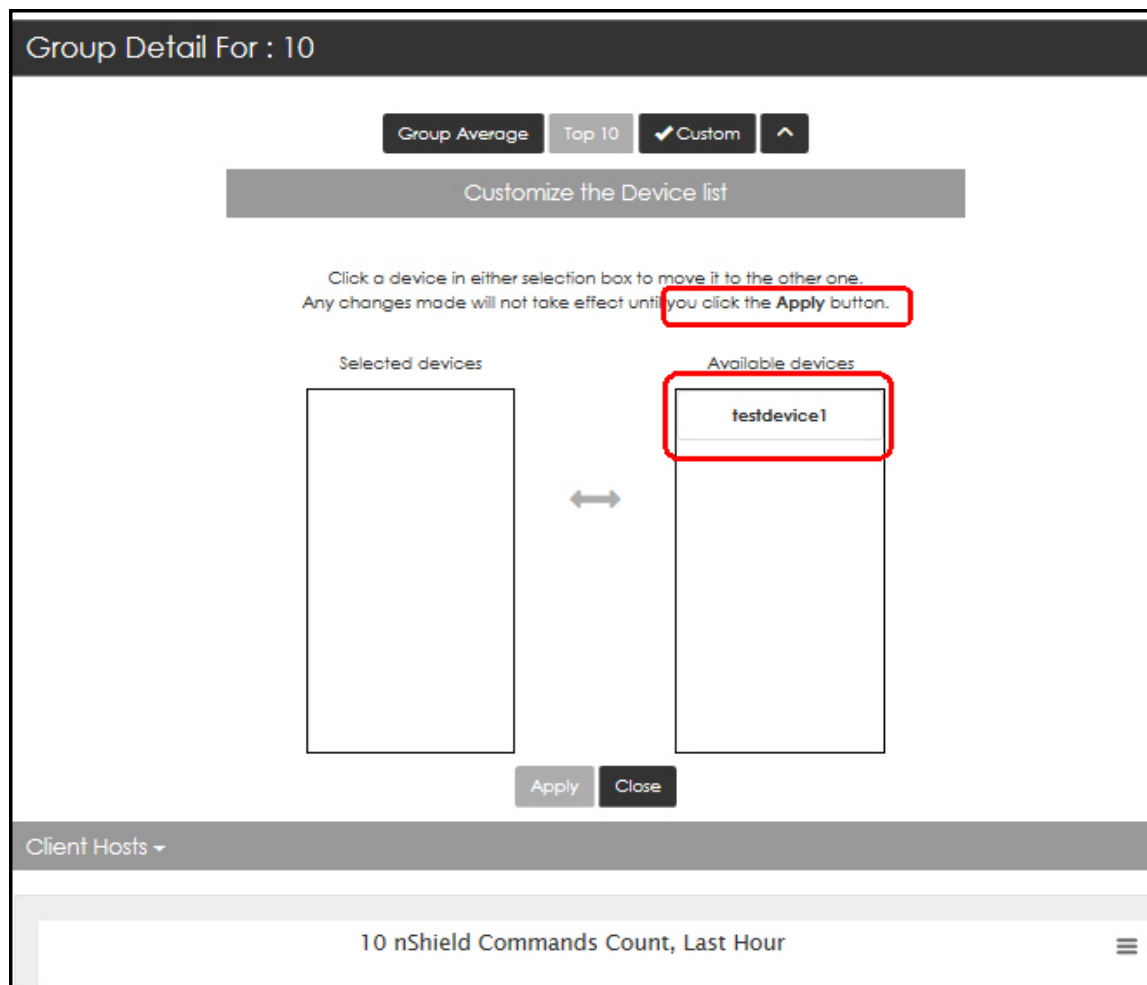 Group Detail For : 10
Group Average Top 10 Custom
Customize the Device list
Click a device in either selection box to move it to the other one.
Any changes made will not take effect until you click the Apply button.
Selected devices Available devices
testdevice1
Apply Close
Client Hosts
10 nShield Commands Count, Last Hour